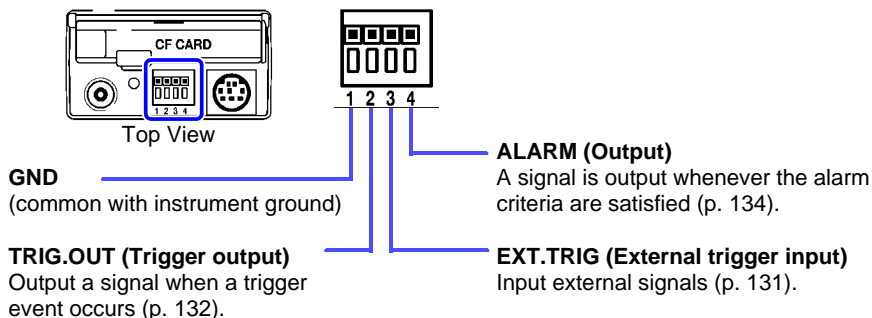 CF CARD
1 2 3 4
Top View
1 2 3 4
GND
(common with instrument ground)
TRIG.OUT (Trigger output)
Output a signal when a trigger
event occurs (p. 132).
ALARM (Output)
A signal is output whenever the alarm
criteria are satisfied (p. 134).
EXT.TRIG (External trigger input)
Input external signals (p. 131).